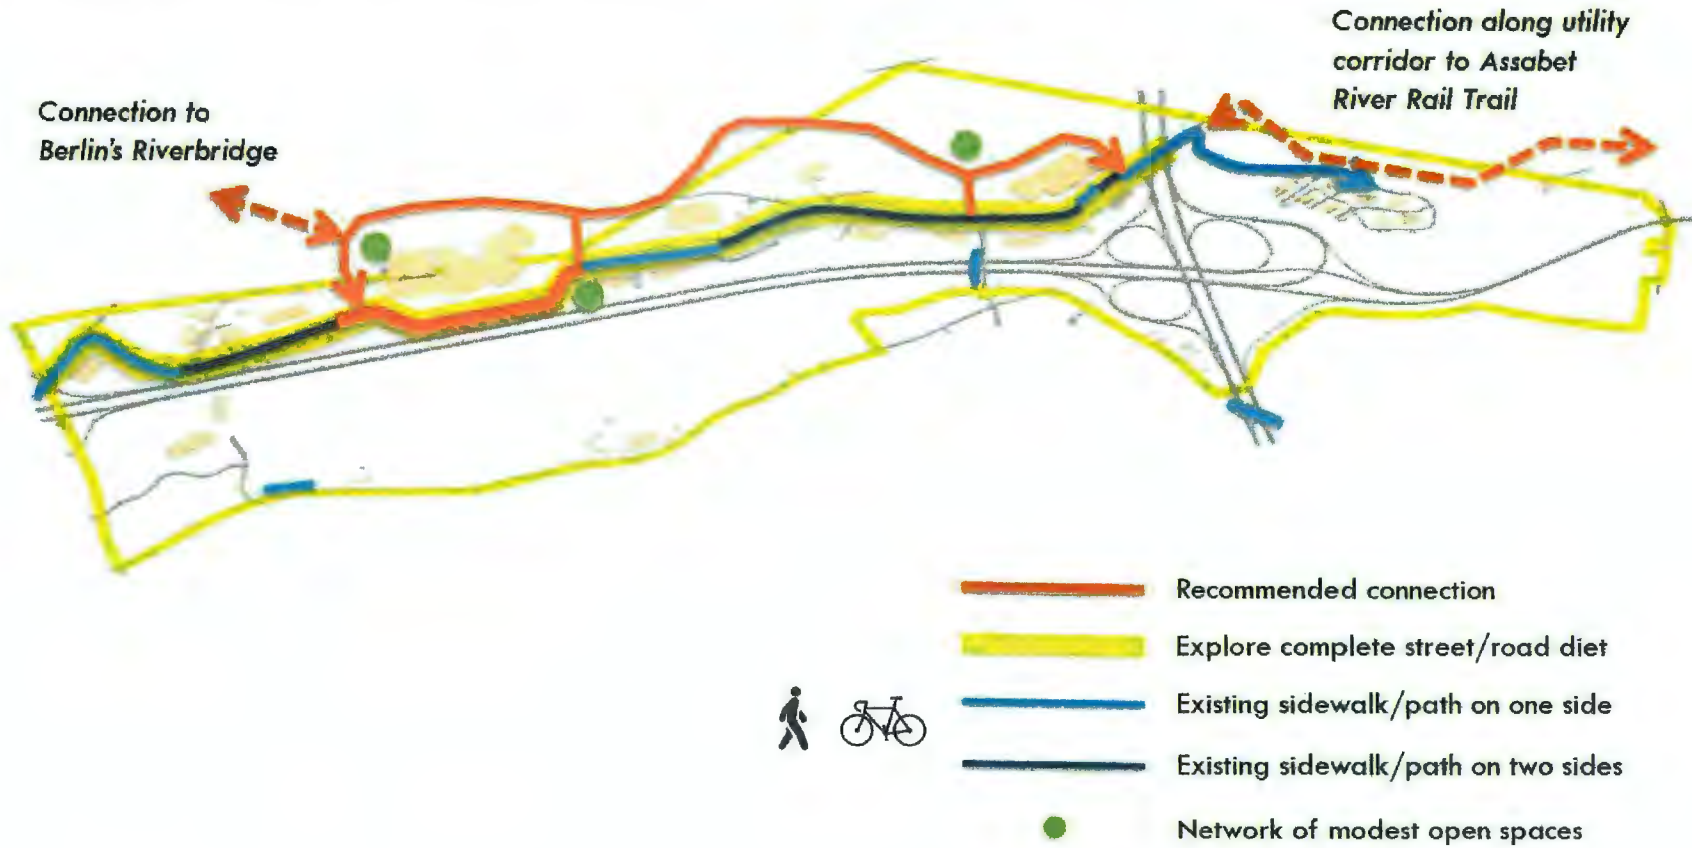 Connection along utility
corridor to Assabet
River Rail Trail
Connection to
Berlin's Riverbridge
Recommended connection
Explore complete street/road diet
Existing sidewalk/path on one side
Existing sidewalk/path on two sides
Network of modest open spaces